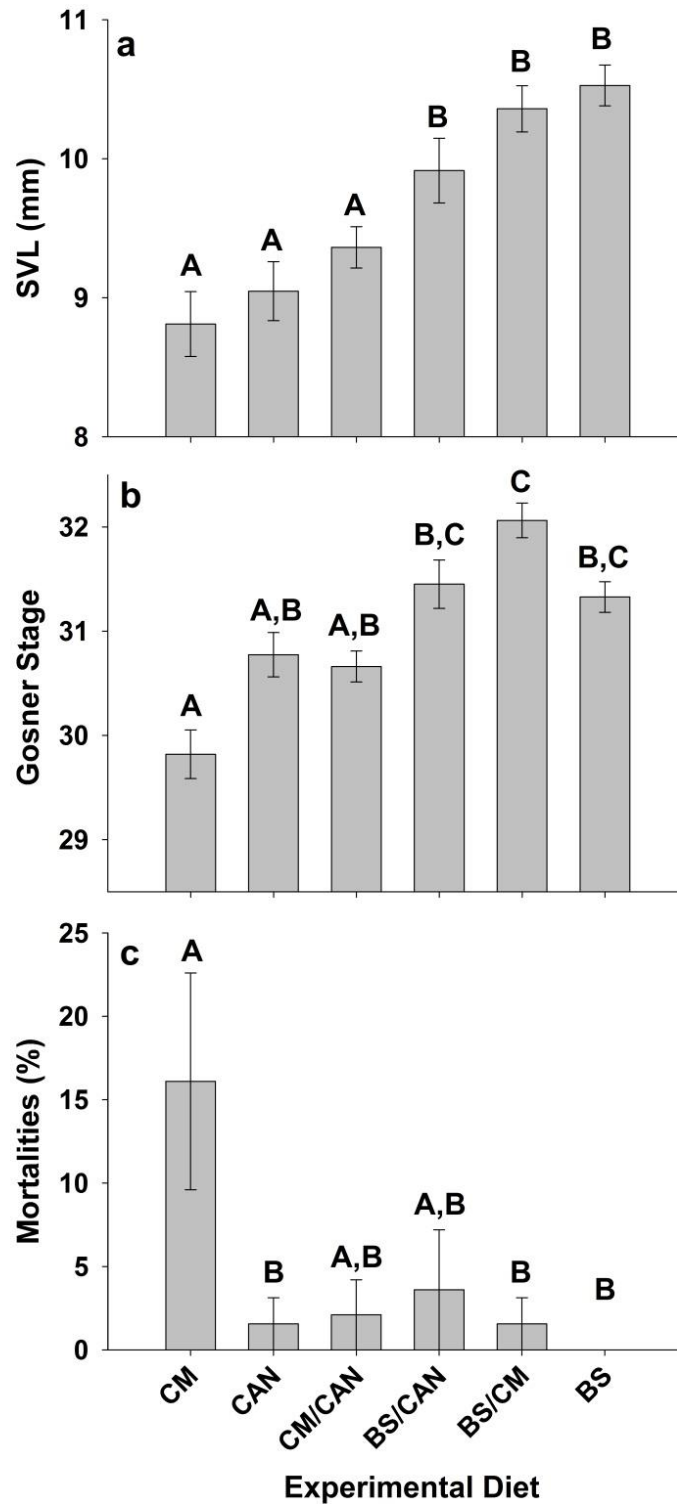 a
SVL (mm)
11
10
9
8
A
A
A
B
B
B
b
Gosner Stage
32
31
30
29
A
A,B
A,B
B,C
C
B,C
c
Mortalities (%)
25
20
15
10
5
0
A
B
A,B
A,B
B
B
CM
CAN
CM/CAN
BS/CAN
BS/CM
BS
Experimental Diet